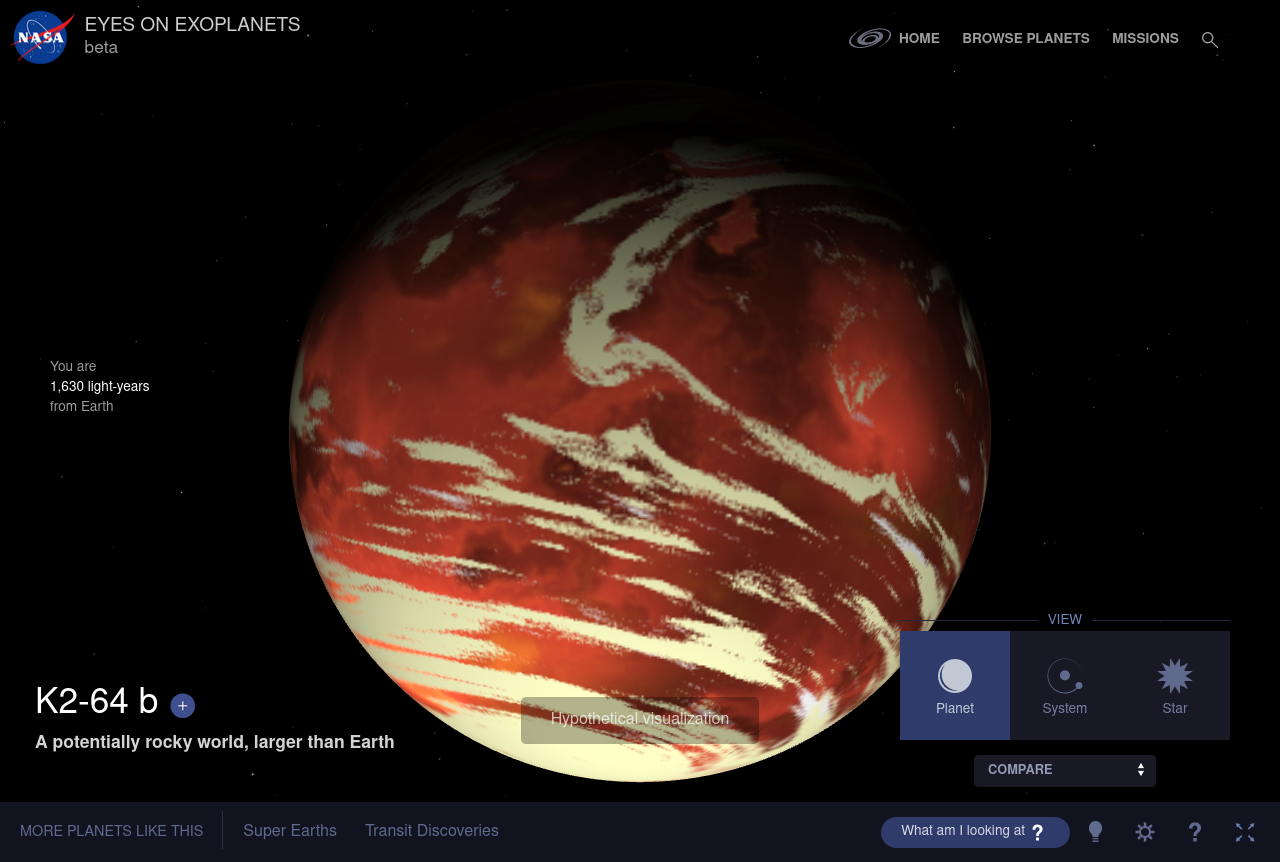 NASA
EYES ON EXOPLANETS
beta
HOME
BROWSE PLANETS
MISSIONS
You are
1,630 light-years
from Earth
VIEW
K2-64 b +
A potentially rocky world, larger than Earth
Hypothetical visualization
Planet
System
Star
COMPARE
MORE PLANETS LIKE THIS
Super Earths
Transit Discoveries
What am I looking at ?
?